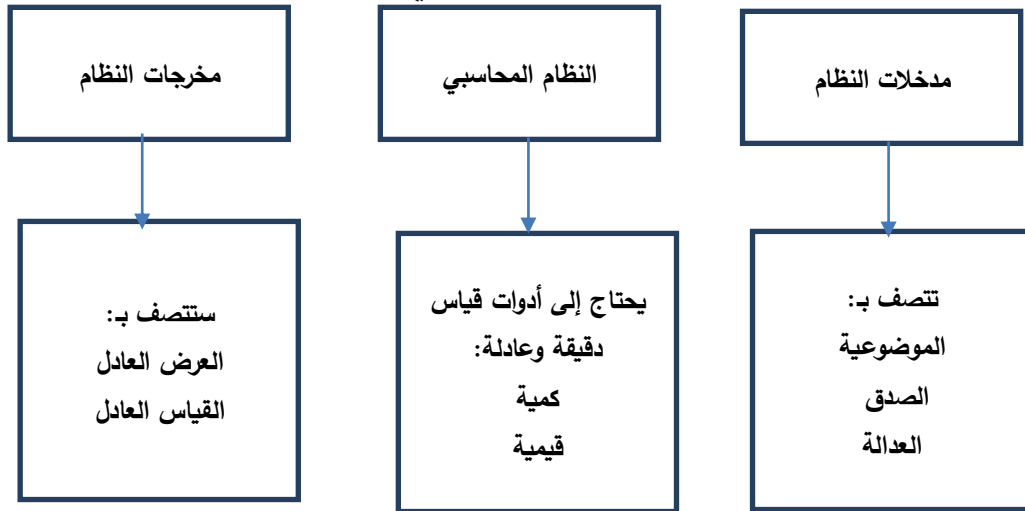 مدخلات النظام
النظام المحاسبي
مخرجات النظام
تتصف بـ:
الموضوعية
الصدق
العدالة
يحتاج إلى أدوات قياس
دقيقة وعادلة:
كمية
قيمية
ستتصف بـ:
العرض العادل
القياس العادل